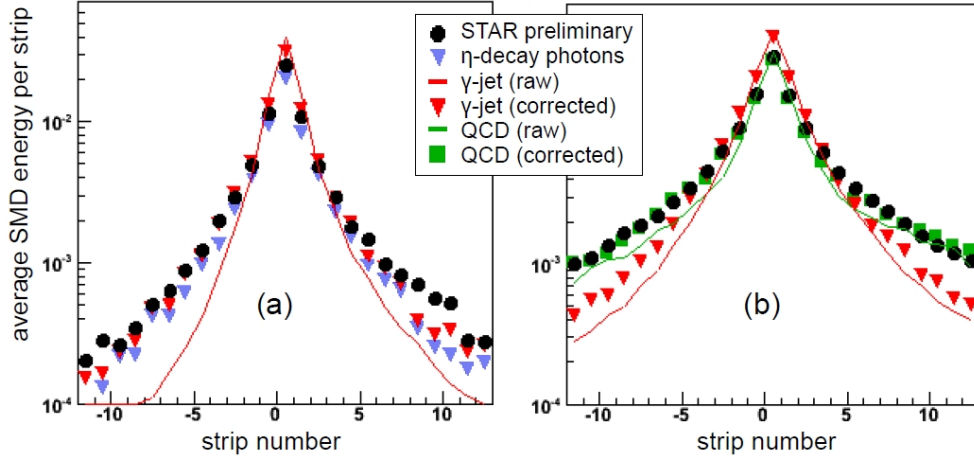 average SMD energy per strip
10⁻²
10⁻³
10⁻⁴
-10 -5 0 5 10
strip number
(a)
STAR preliminary
η-decay photons
γ-jet (raw)
γ-jet (corrected)
QCD (raw)
QCD (corrected)
10⁻²
10⁻³
10⁻⁴
-10 -5 0 5 10
strip number
(b)